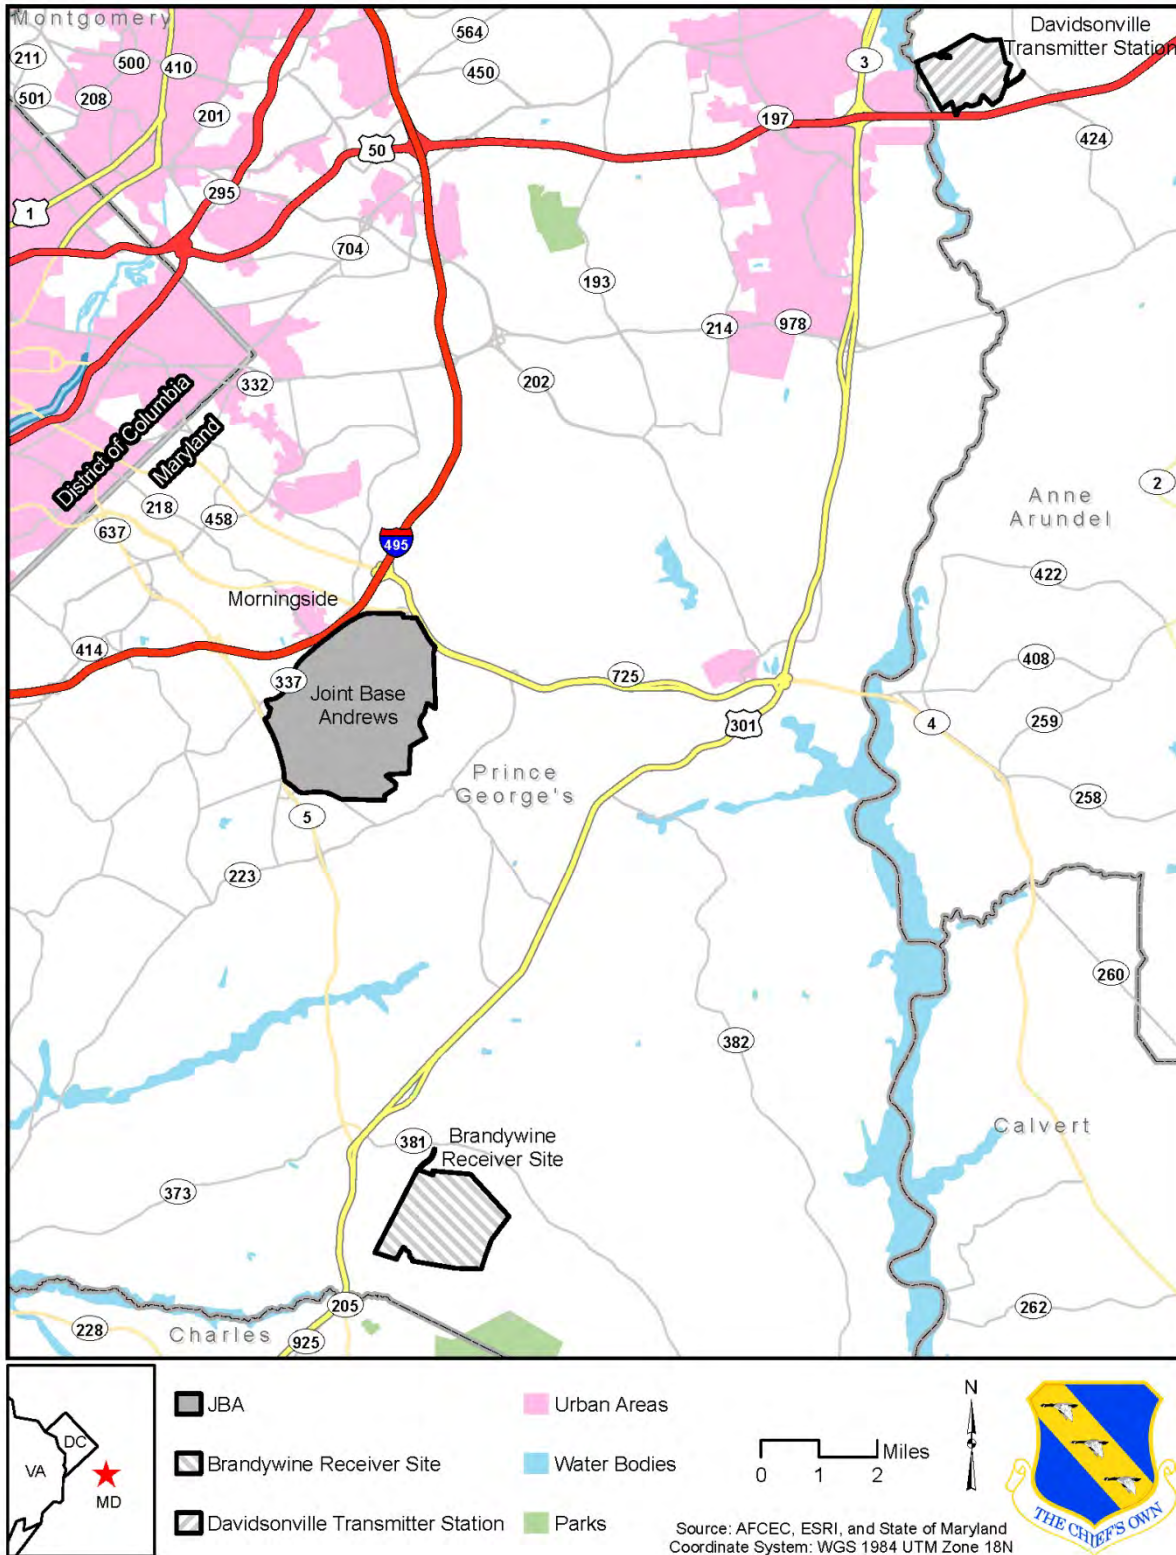 Montgomery
Davidsonville
Transmitter Station
564
3
211
500
410
450
501
208
201
197
424
50
295
1
704
193
214
978
332
202
District of Columbia
Maryland
2
Anne
Arundel
218
458
637
495
422
Morningside
414
408
337
725
Joint Base
Andrews
301
4
259
Prince
George's
258
5
223
260
382
Calvert
381
Brandywine
Receiver Site
373
205
262
228
Charles
925
N
JBA
Urban Areas
DC
VA
MD
Brandywine Receiver Site
Water Bodies
Miles
0 1 2
Davidsonville Transmitter Station
Parks
Source: AFCEC, ESRI, and State of Maryland
Coordinate System: WGS 1984 UTM Zone 18N
THE CHIEF'S OWN